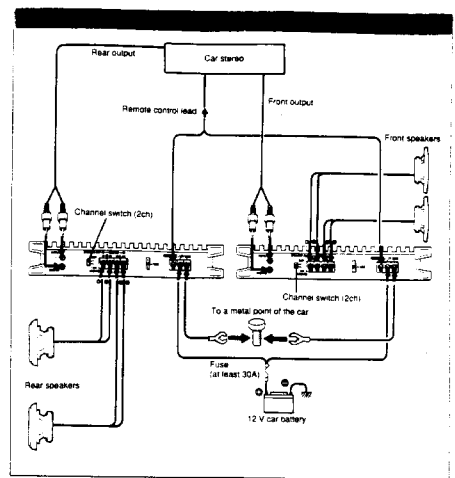 Rear output
Car stereo
Remote control lead
Front output
Front speakers
Channel switch (2ch)
Channel switch (2ch)
To a metal point of the car
Fuse
(at least 30A)
Rear speakers
12 V car battery